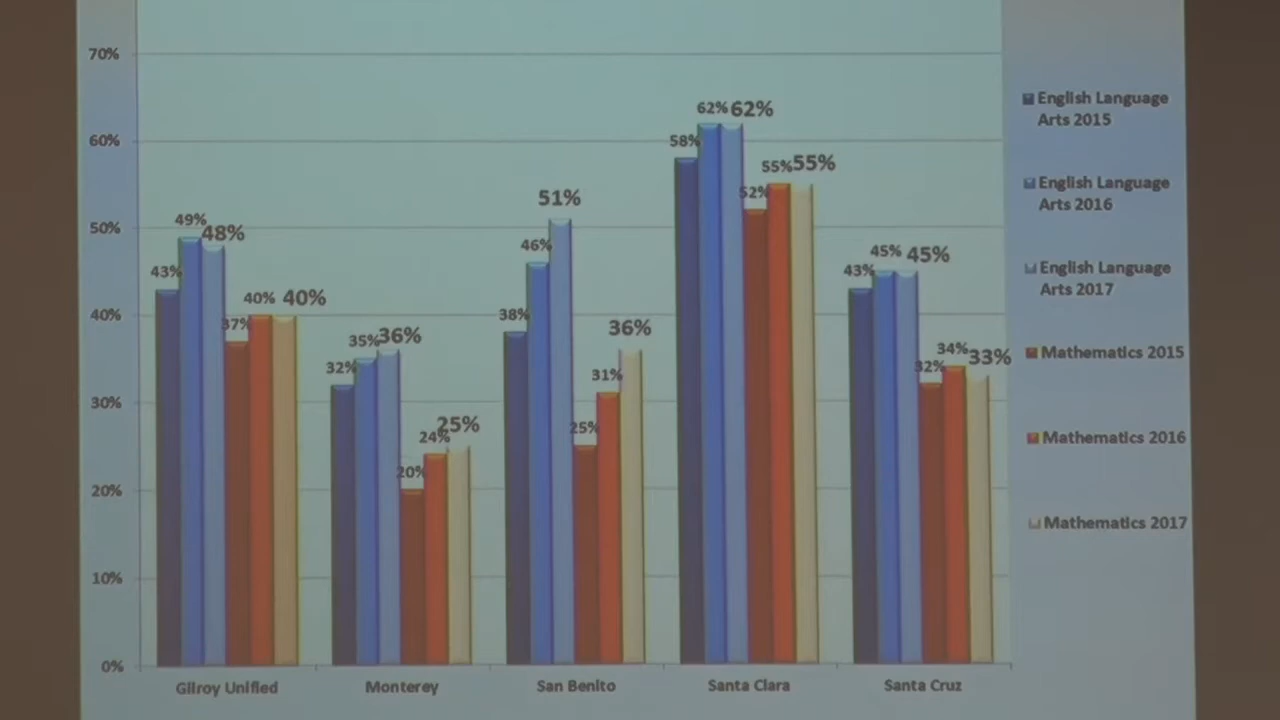 70%
60%
50%
40%
30%
20%
10%
0%
43%
49%
48%
37%
40%
40%
32%
35%
36%
20%
24%
25%
38%
46%
51%
25%
31%
36%
58%
62%
62%
52%
55%
55%
43%
45%
45%
32%
34%
33%
Gilroy Unified
Monterey
San Benito
Santa Clara
Santa Cruz
English Language
Arts 2015
English Language
Arts 2016
English Language
Arts 2017
Mathematics 2015
Mathematics 2016
Mathematics 2017